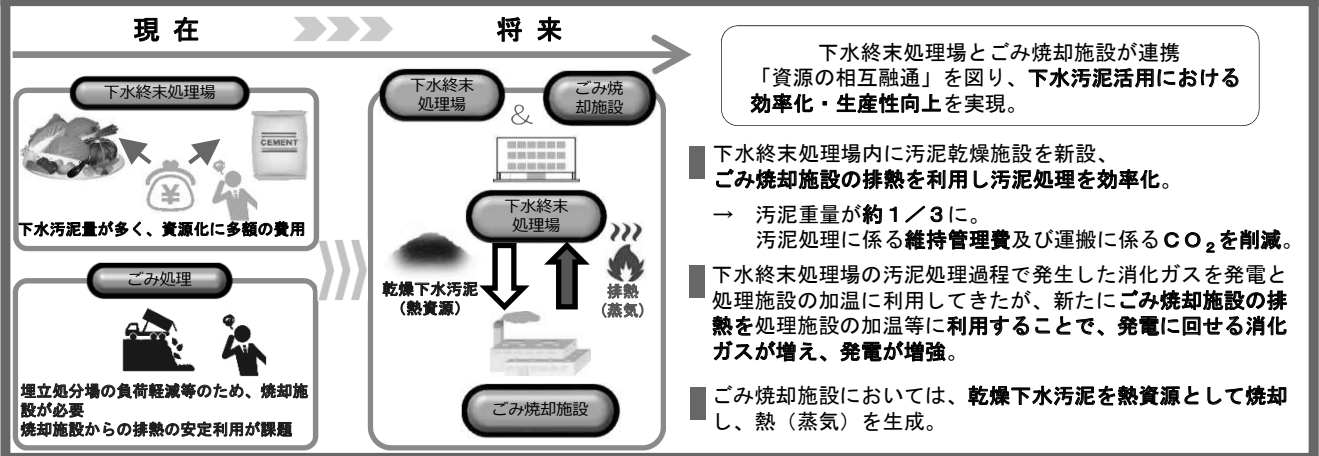 現 在
将 来
下水終末処理場
CEMENT
¥
下水汚泥量が多く、資源化に多額の費用
ごみ処理
埋立処分場の負荷軽減等のため、焼却施
設が必要
焼却施設からの排熱の安定利用が課題
下水終末
処理場
&
ごみ焼
却施設
下水終末
処理場
乾燥下水汚泥
(熱資源)
排熱
(蒸気)
ごみ焼却施設
下水終末処理場とごみ焼却施設が連携
「資源の相互融通」を図り、下水汚泥活用における
効率化・生産性向上を実現。
下水終末処理場内に汚泥乾燥施設を新設、
ごみ焼却施設の排熱を利用し汚泥処理を効率化。
→ 汚泥重量が約1/3に。
汚泥処理に係る維持管理費及び運搬に係るCO₂を削減。
下水終末処理場の汚泥処理過程で発生した消化ガスを発電と
処理施設の加温に利用してきたが、新たにごみ焼却施設の排
熱を処理施設の加温等に利用することで、発電に回せる消化
ガスが増え、発電が増強。
ごみ焼却施設においては、乾燥下水汚泥を熱資源として焼却
し、熱(蒸気)を生成。